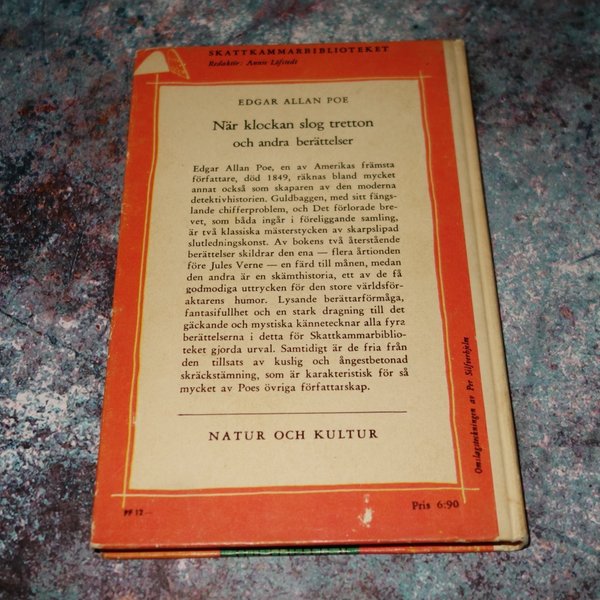 SKATTKAMMARBIBLIOTEKET
Redaktör: Annie Löfstedt
EDGAR ALLAN POE
När klockan slog tretton
och andra berättelser
Edgar Allan Poe, en av Amerikas främsta
författare, död 1849, räknas bland mycket
annat också som skaparen av den moderna
detektivhistorien. Guldbaggen, med sitt fängs-
lande chifferproblem, och Det förlorade bre-
vet, som båda ingår i föreliggande samling,
är två klassiska mästerstycken av skarpslipad
slutledningskonst. Av bokens två återstående
berättelser skildrar den ena — flera årtionden
före Jules Verne — en färd till månen, medan
den andra är en skämthistoria, ett av de få
godmodiga uttrycken för den store världsför-
aktarens humor. Lysande berättarförmåga,
fantasifullhet och en stark dragning till det
gäckande och mystiska kännetecknar alla fyra
berättelserna i detta för Skattkammarbiblio-
teket gjorda urval. Samtidigt är de fria från
den tillsats av kuslig och ångestbetonad
skräckstämning, som är karakteristisk för så
mycket av Poes övriga författarskap.
NATUR OCH KULTUR
Omslagsteckningen av Per Silfverhjelm
PF 12
Pris 6:90